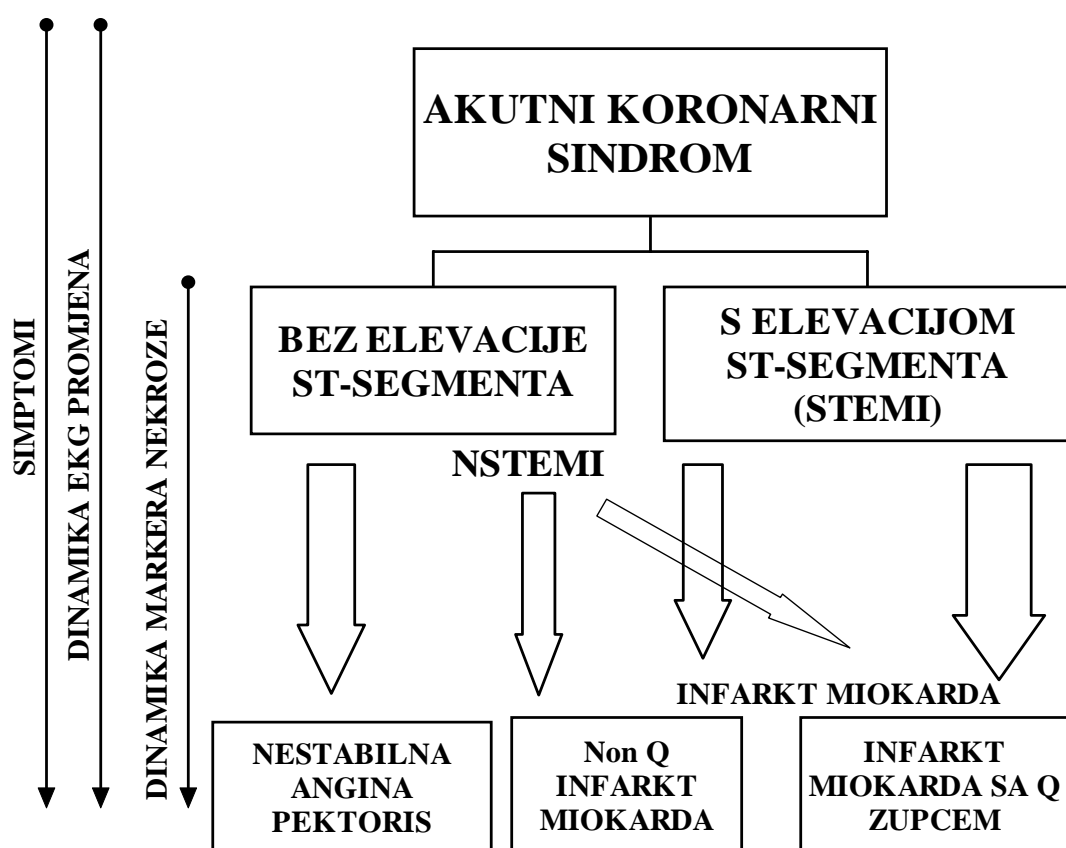 AKUTNI KORONARNI
SINDROM
SIMPTOMI
DINAMIKA EKG PROMJENA
DINAMIKA MARKERA NEKROZE
BEZ ELEVACIJE
ST-SEGMENTA
S ELEVACIJOM
ST-SEGMENTA
(STEMI)
NSTEMI
INFARKT MIOKARDA
NESTABILNA
ANGINA
PEKTORIS
Non Q
INFARKT
MIOKARDA
INFARKT
MIOKARDA SA Q
ZUPCEM